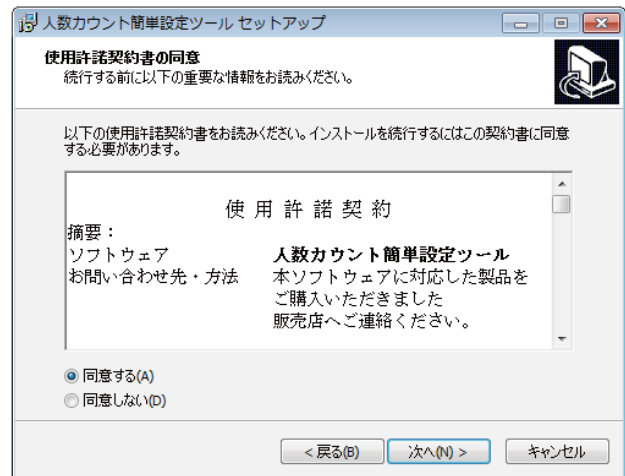 人数カウント簡単設定ツール セットアップ
使用許諾契約書の同意
続行する前に以下の重要な情報をお読みください。
以下の使用許諾契約書をお読みください。インストールを続行するにはこの契約書に同意
する必要があります。
使 用 許 諾 契 約
摘要：
ソフトウェア 人数カウント簡単設定ツール
お問い合わせ先・方法 本ソフトウェアに対応した製品を
ご購入いただきました
販売店へご連絡ください。
同意する(A)
同意しない(D)
< 戻る(B) 次へ(N) > キャンセル